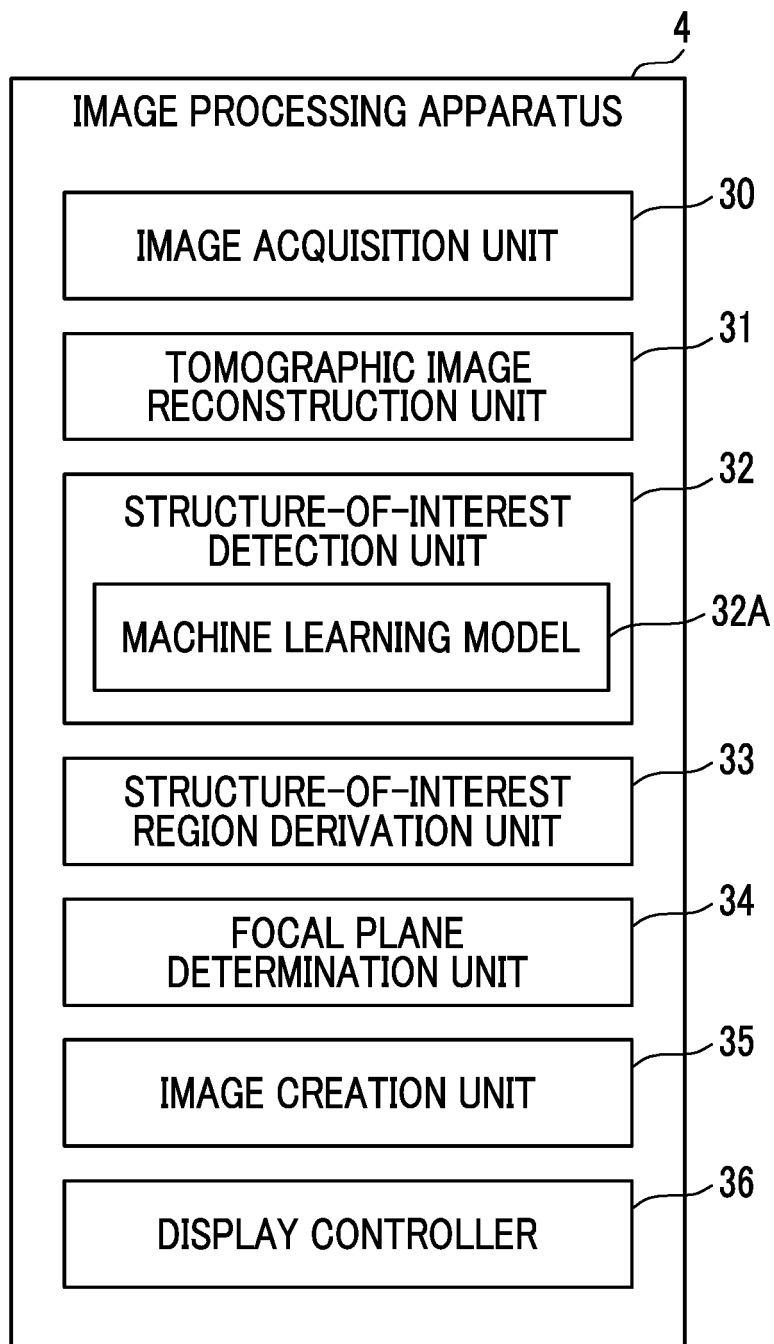 4
IMAGE PROCESSING APPARATUS
30
IMAGE ACQUISITION UNIT
31
TOMOGRAPHIC IMAGE
RECONSTRUCTION UNIT
32
STRUCTURE-OF-INTEREST
DETECTION UNIT
32A
MACHINE LEARNING MODEL
33
STRUCTURE-OF-INTEREST
REGION DERIVATION UNIT
34
FOCAL PLANE
DETERMINATION UNIT
35
IMAGE CREATION UNIT
36
DISPLAY CONTROLLER